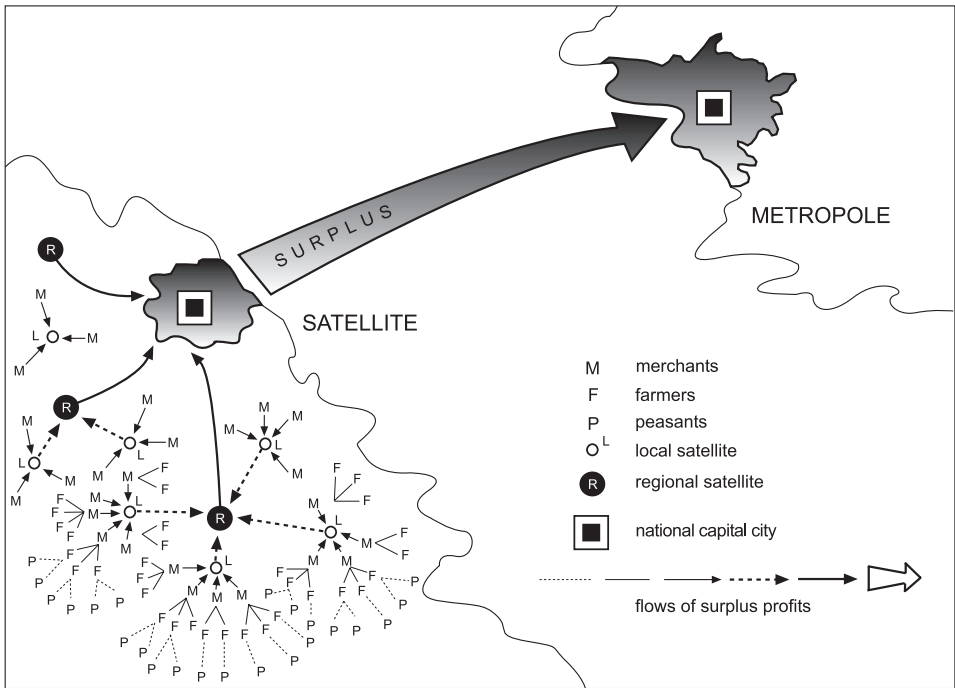 SURPLUS
METROPOLE
R
M
SATELLITE
L M
M
M
R M
M M
M
M L
L L
M F F F
M M M M
F
M F M L F
M
F M R
F F L
M F F
F M M
P F L F M M F
P F M F F F F F P
P F M M M P F F
P P P P M F F P
F F P P P
F F F F P
P P
P P P
P P
M merchants
F farmers
P peasants
L local satellite
R regional satellite
national capital city
flows of surplus profits